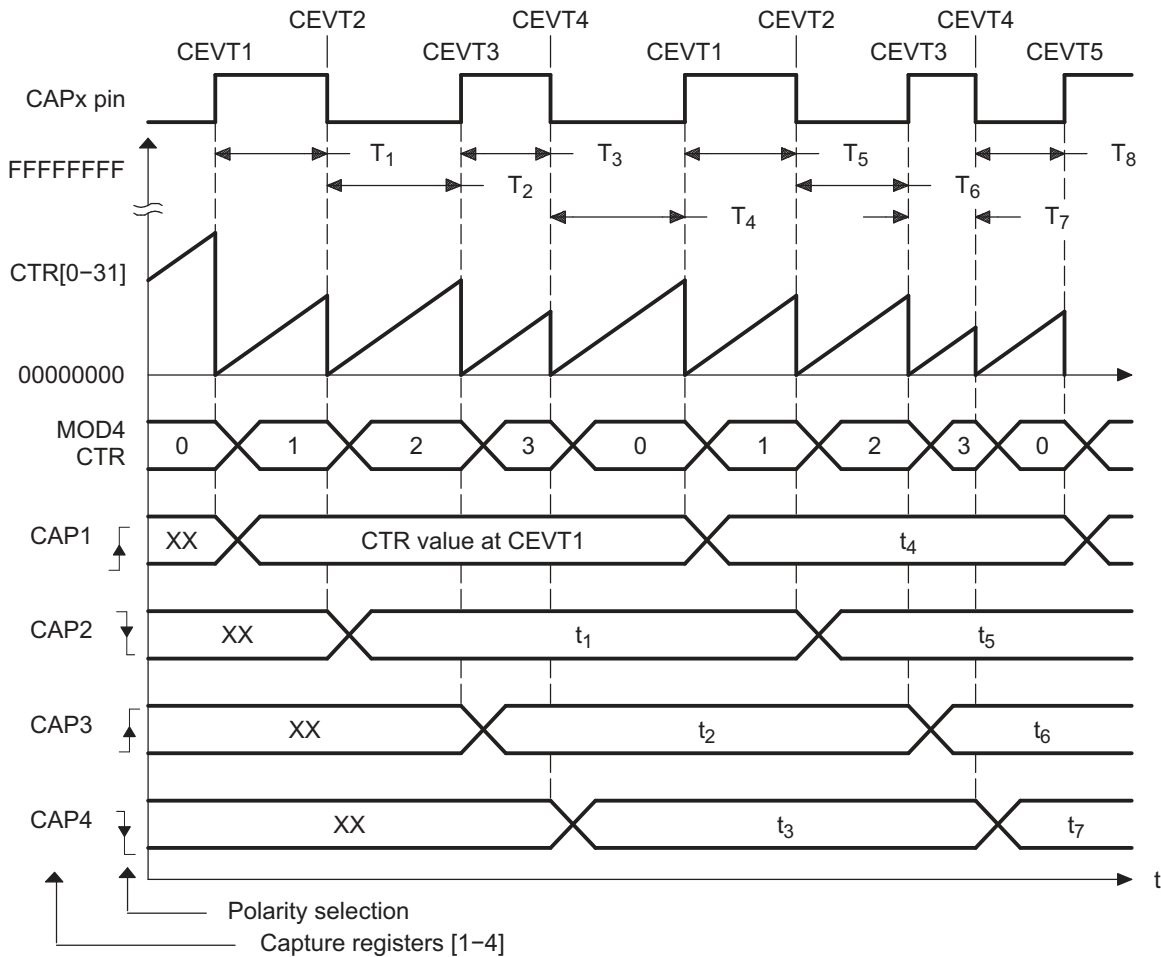 CEVT2 CEVT4 CEVT2 CEVT4
CEVT1 CEVT3 CEVT1 CEVT3 CEVT5
CAPx pin
T1 T3 T5 T8
FFFFFFFF
T2 T6
T4 T7
CTR[0−31]
00000000
MOD4
CTR
0 1 2 3 0 1 2 3 0
CAP1 XX CTR value at CEVT1 t4
CAP2 XX t1 t5
CAP3 XX t2 t6
CAP4 XX t3 t7
t
Polarity selection
Capture registers [1−4]